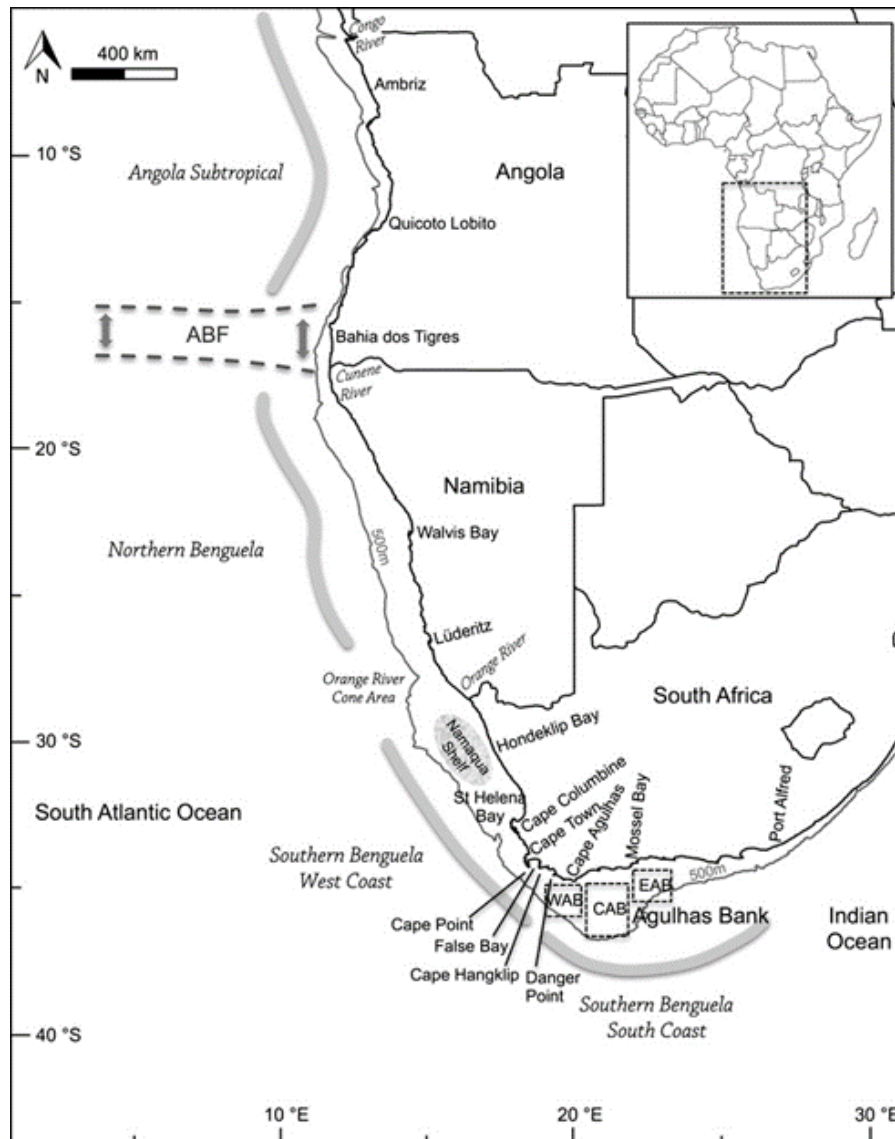 Congo
River
400 km
N
Ambriz
10 °S
Angola Subtropical
Angola
Quicoto Lobito
ABF
Bahia dos Tigres
Cunene
River
20 °S
Namibia
Northern Benguela
500m
Walvis Bay
Lüderitz
Orange River
Orange River
Cone Area
South Africa
Namaqua
Shelf
Hondeklip Bay
30 °S
St Helena
Bay
Cape Columbine
Cape Town
Cape Agulhas
Mossel Bay
Port Alfred
South Atlantic Ocean
Southern Benguela
West Coast
500m
WAB
CAB
EAB
Agulhas Bank
Indian
Ocean
Cape Point
False Bay
Cape Hangklip
Danger
Point
Southern Benguela
South Coast
40 °S
10 °E
20 °E
30 °E